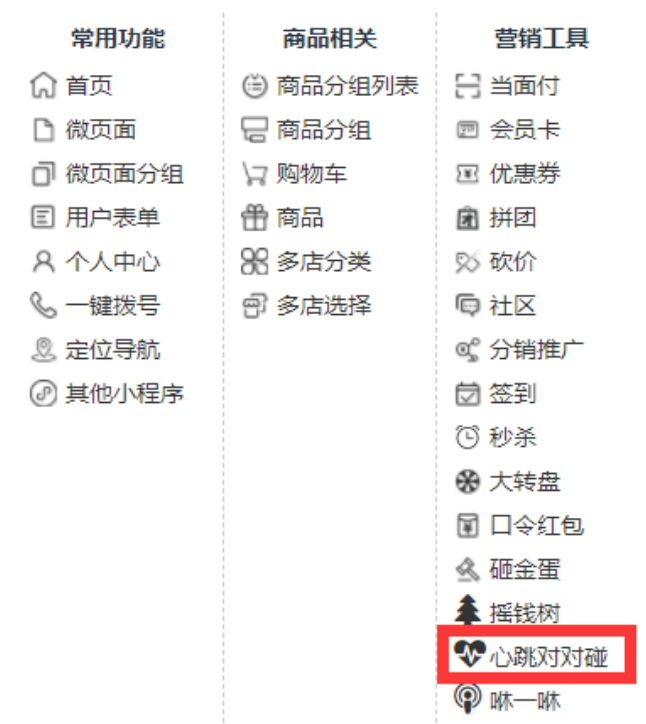 常用功能
首页
微页面
微页面分组
用户表单
个人中心
一键拨号
定位导航
其他小程序
商品相关
商品分组列表
商品分组
购物车
商品
多店分类
多店选择
营销工具
当面付
会员卡
优惠券
拼团
砍价
社区
分销推广
签到
秒杀
大转盘
口令红包
砸金蛋
摇钱树
心跳对对碰
咻一咻